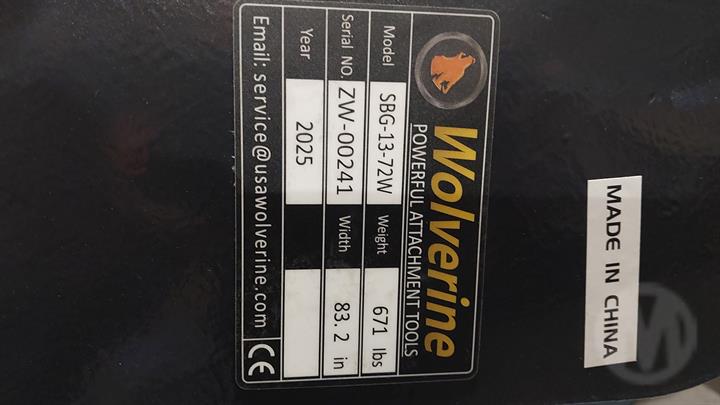 Wolverine
POWERFUL ATTACHMENT TOOLS
Model SBG-13-72W Weight 671 lbs
Serial NO. ZW-00241 Width 83.2 in
Year 2025
Email: service@usawolverine.com CE
MADE IN CHINA